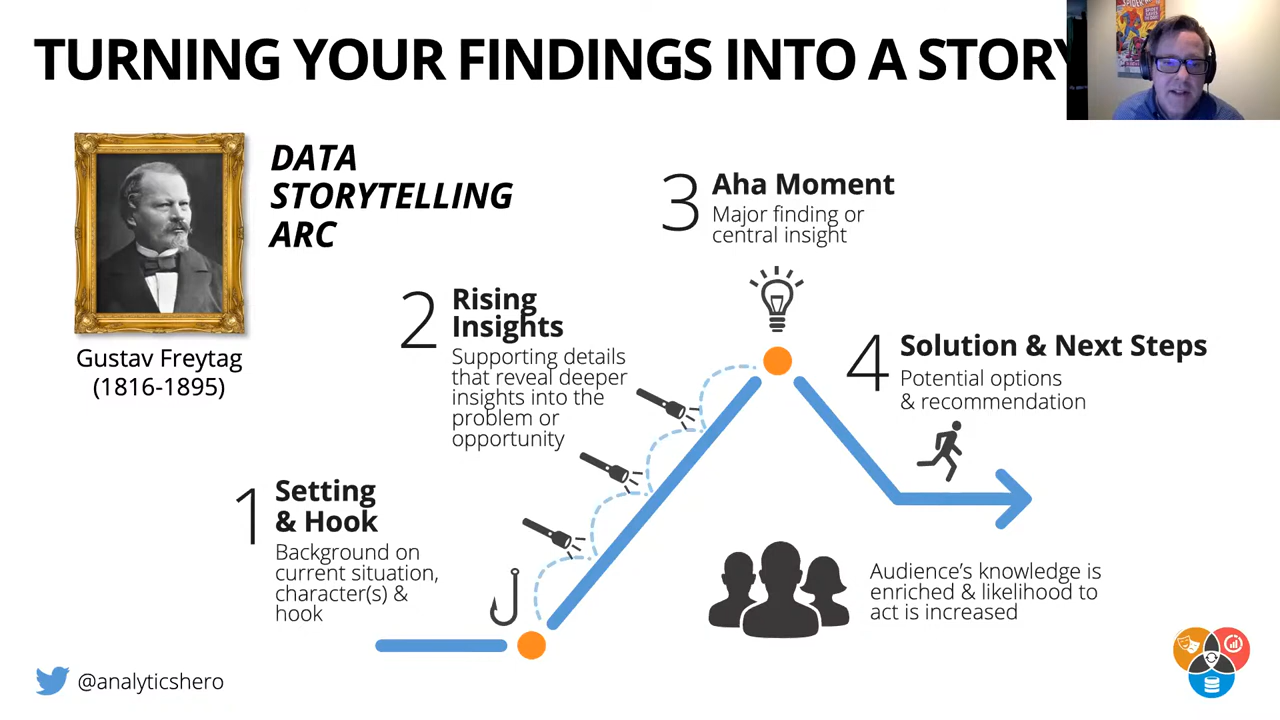 TURNING YOUR FINDINGS INTO A STORY
DATA
STORYTELLING
ARC
Gustav Freytag
(1816-1895)
1
Setting
& Hook
Background on
current situation,
character(s) &
hook
2
Rising
Insights
Supporting details
that reveal deeper
insights into the
problem or
opportunity
3
Aha Moment
Major finding or
central insight
4
Solution & Next Steps
Potential options
& recommendation
Audience's knowledge is
enriched & likelihood to
act is increased
@analyticshero